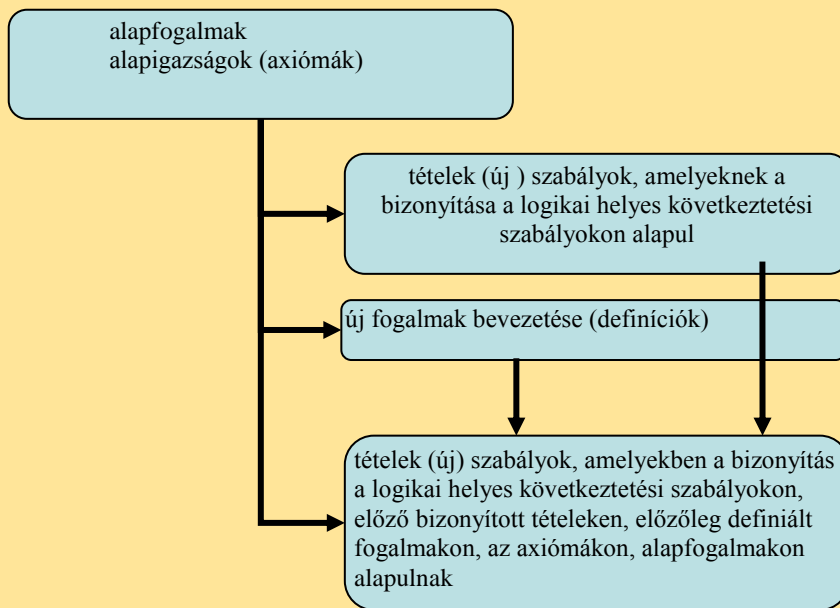 alapfogalmak
alapigazságok (axiómák)
tételek (új ) szabályok, amelyeknek a
bizonyítása a logikai helyes következtetési
szabályokon alapul
új fogalmak bevezetése (definíciók)
tételek (új) szabályok, amelyekben a bizonyítás
a logikai helyes következtetési szabályokon,
előző bizonyított tételeken, előzőleg definiált
fogalmakon, az axiómákon, alapfogalmakon
alapulnak